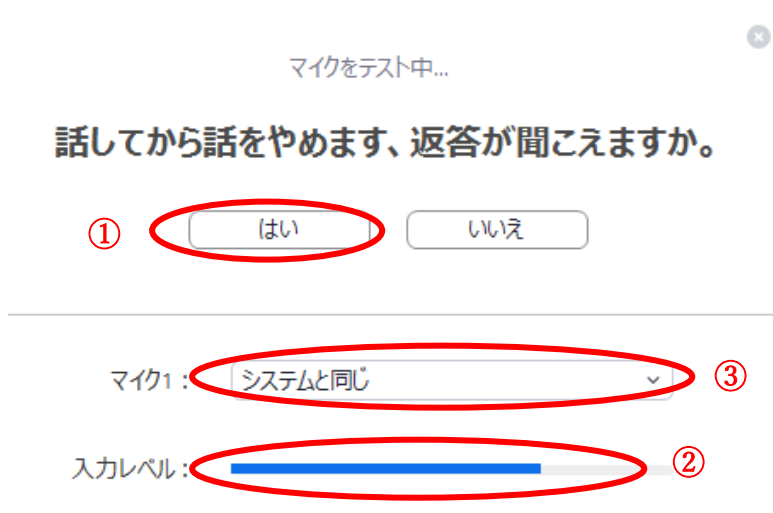 マイクをテスト中...
話してから話をやめます、返答が聞こえますか。
① はい いいえ
マイク1： システムと同じ ③
入力レベル： ②